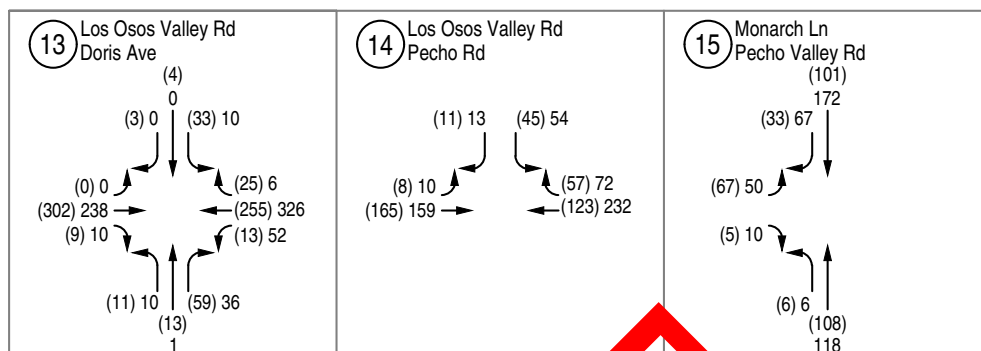 13 Los Osos Valley Rd
Doris Ave
(4)
0
(3) 0 (33) 10
(0) 0 (25) 6
(302) 238 (255) 326
(9) 10 (13) 52
(11) 10 (59) 36
(13)
1
14 Los Osos Valley Rd
Pecho Rd
(11) 13 (45) 54
(8) 10 (57) 72
(165) 159 (123) 232
15 Monarch Ln
Pecho Valley Rd
(101)
172
(33) 67
(67) 50
(5) 10
(6) 6
(108)
118